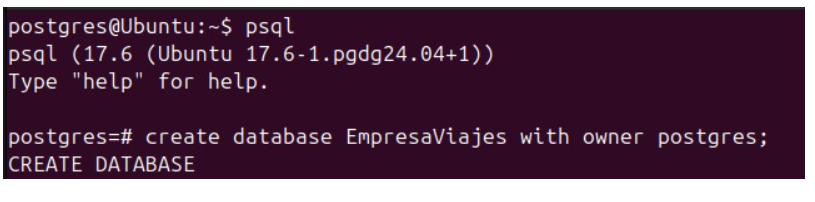 postgres@Ubuntu:~$ psql
psql (17.6 (Ubuntu 17.6-1.pgdg24.04+1))
Type "help" for help.
postgres=# create database EmpresaViajes with owner postgres;
CREATE DATABASE